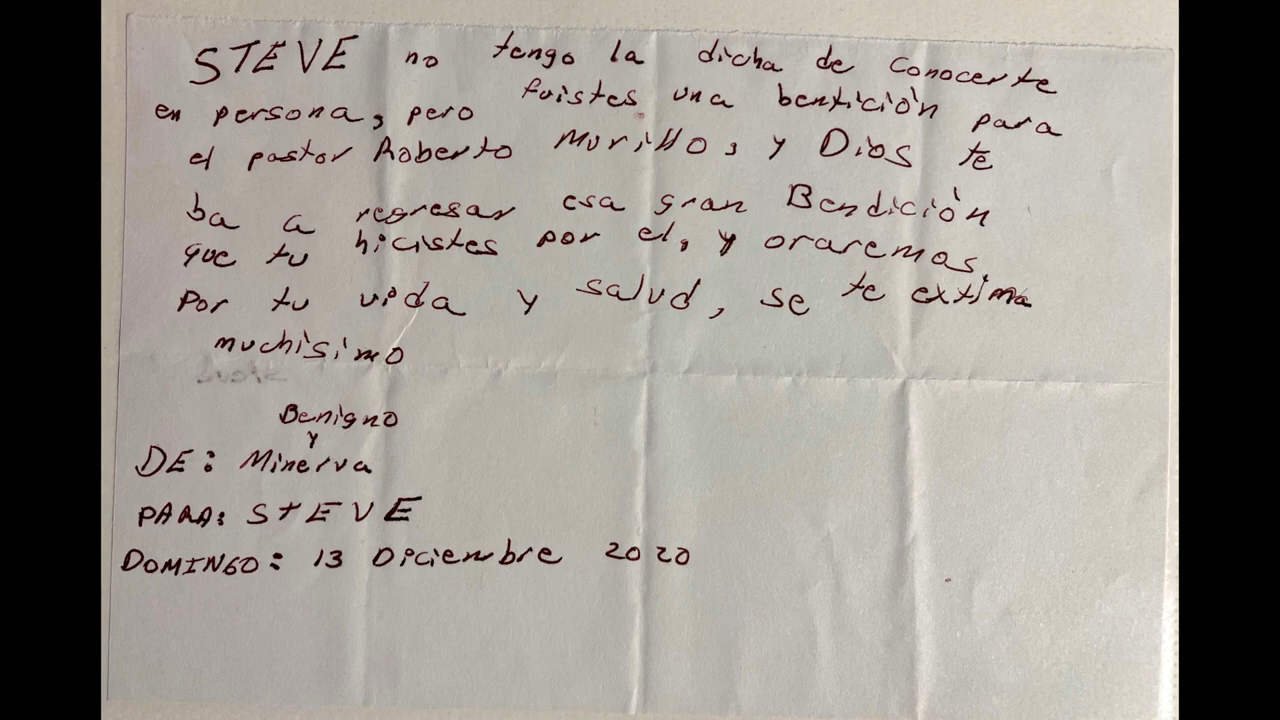 STEVE no tengo la dicha de Conocerte
en persona, pero fuistes una bentición para
el pastor Roberto Murillo, y Dios te
ba a regresar esa gran Bendición
que tu hicistes por el, y oraremos.
Por tu vida y salud, se te extima
muchisimo
Benigno
y
DE: Minerva
PARA: STEVE
DOMINGO: 13 Diciembre 2020